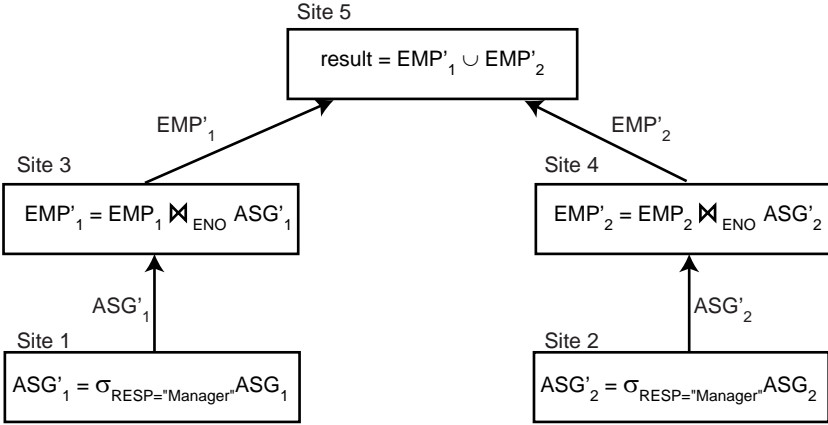 Site 5
result = EMP’₁ ∪ EMP’₂
EMP’₁
EMP’₂
Site 3
Site 4
EMP’₁ = EMP₁ ⋈ ENO ASG’₁
EMP’₂ = EMP₂ ⋈ ENO ASG’₂
ASG’₁
ASG’₂
Site 1
Site 2
ASG’₁ = σ RESP="Manager" ASG₁
ASG’₂ = σ RESP="Manager" ASG₂